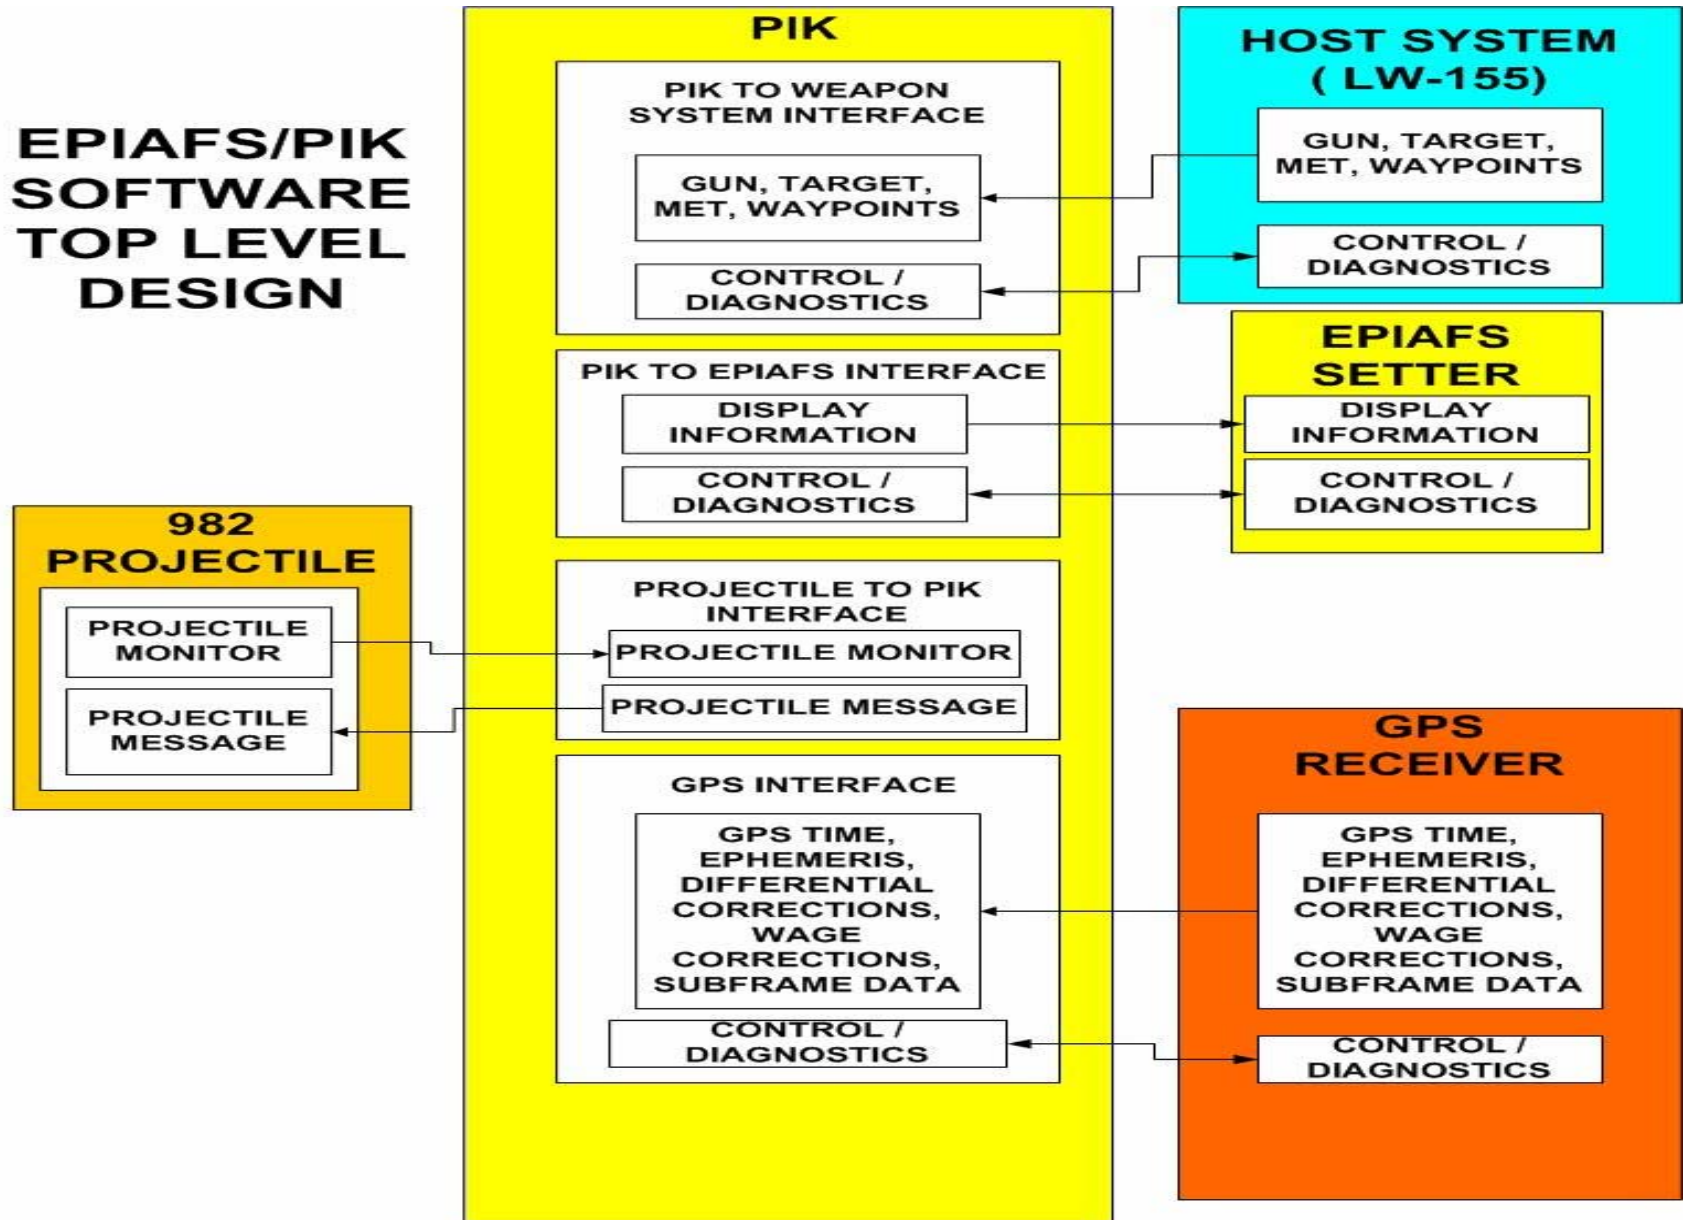 EPIAFS/PIK
SOFTWARE
TOP LEVEL
DESIGN
PIK
PIK TO WEAPON
SYSTEM INTERFACE
GUN, TARGET,
MET, WAYPOINTS
CONTROL /
DIAGNOSTICS
PIK TO EPIAFS INTERFACE
DISPLAY
INFORMATION
CONTROL /
DIAGNOSTICS
PROJECTILE TO PIK
INTERFACE
PROJECTILE MONITOR
PROJECTILE MESSAGE
GPS INTERFACE
GPS TIME,
EPHEMERIS,
DIFFERENTIAL
CORRECTIONS,
WAGE
CORRECTIONS,
SUBFRAME DATA
CONTROL /
DIAGNOSTICS
HOST SYSTEM
( LW-155)
GUN, TARGET,
MET, WAYPOINTS
CONTROL /
DIAGNOSTICS
EPIAFS
SETTER
DISPLAY
INFORMATION
CONTROL /
DIAGNOSTICS
982
PROJECTILE
PROJECTILE
MONITOR
PROJECTILE
MESSAGE
GPS
RECEIVER
GPS TIME,
EPHEMERIS,
DIFFERENTIAL
CORRECTIONS,
WAGE
CORRECTIONS,
SUBFRAME DATA
CONTROL /
DIAGNOSTICS